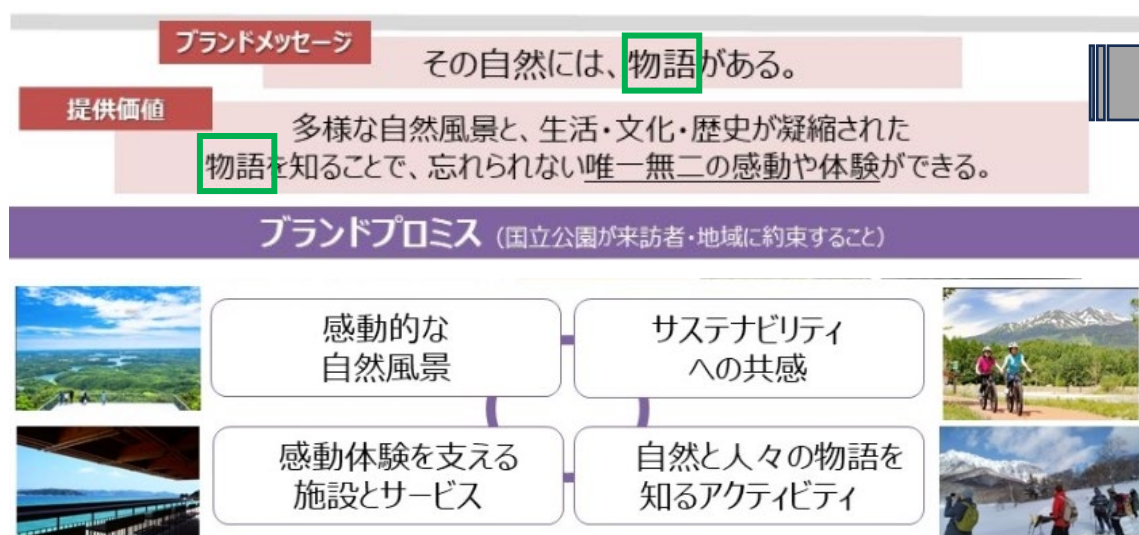 ブランドメッセージ
その自然には、物語がある。
提供価値
多様な自然風景と、生活・文化・歴史が凝縮された
物語を知ることで、忘れられない唯一無二の感動や体験ができる。
ブランドプロミス（国立公園が来訪者・地域に約束すること）
感動的な
自然風景
サステナビリティ
への共感
感動体験を支える
施設とサービス
自然と人々の物語を
知るアクティビティ